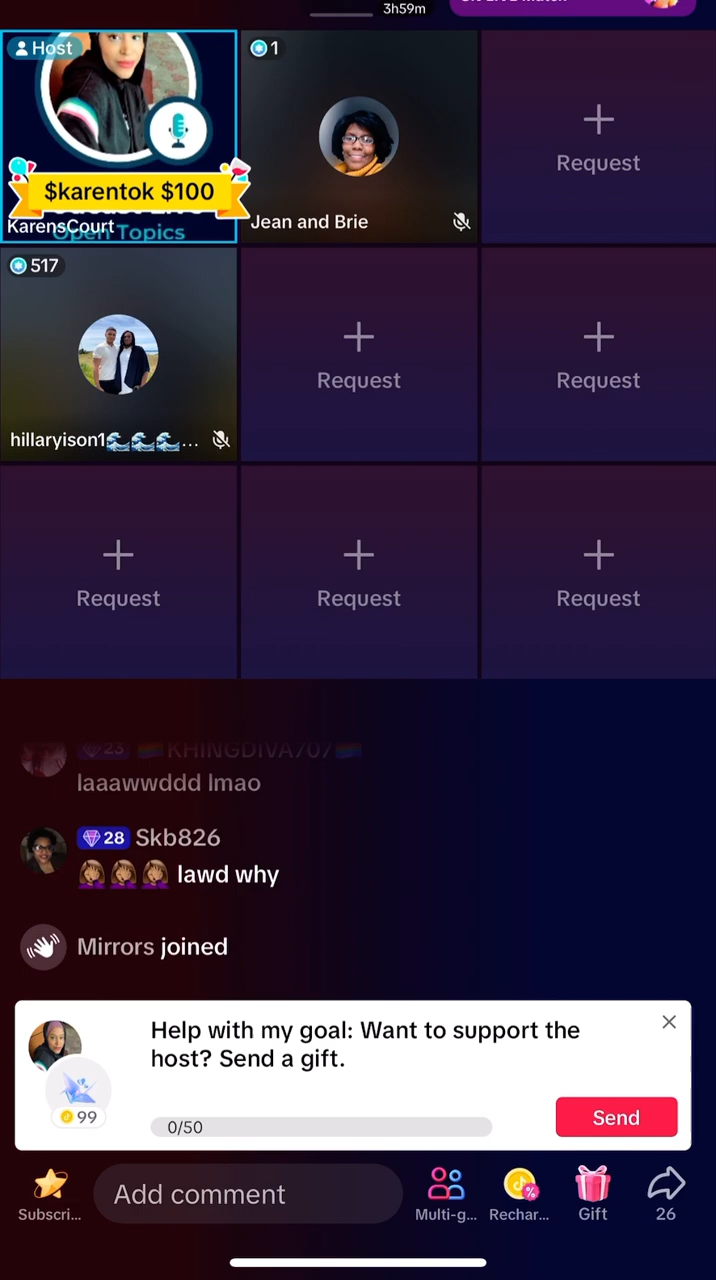 3h59m
Host
1
$karentok $100
KarensCourt
Open Topics
Jean and Brie
Request
517
hillaryison1🌊🌊🌊...
Request
Request
Request
Request
Request
23 🏳️‍🌈KHINGDIVA707🏳️‍🌈
laaawwddd lmao
28 Skb826
🤦🏽‍♀️🤦🏽‍♀️🤦🏽‍♀️ lawd why
Mirrors joined
Help with my goal: Want to support the
host? Send a gift.
99
0/50
Send
Add comment
Subscri...
Multi-g...
Rechar...
Gift
26